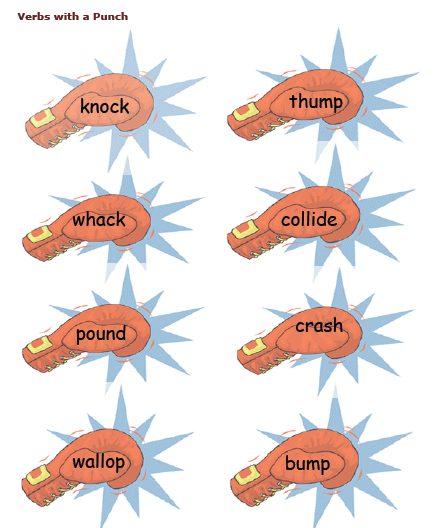 Verbs with a Punch
knock
thump
whack
collide
pound
crash
wallop
bump